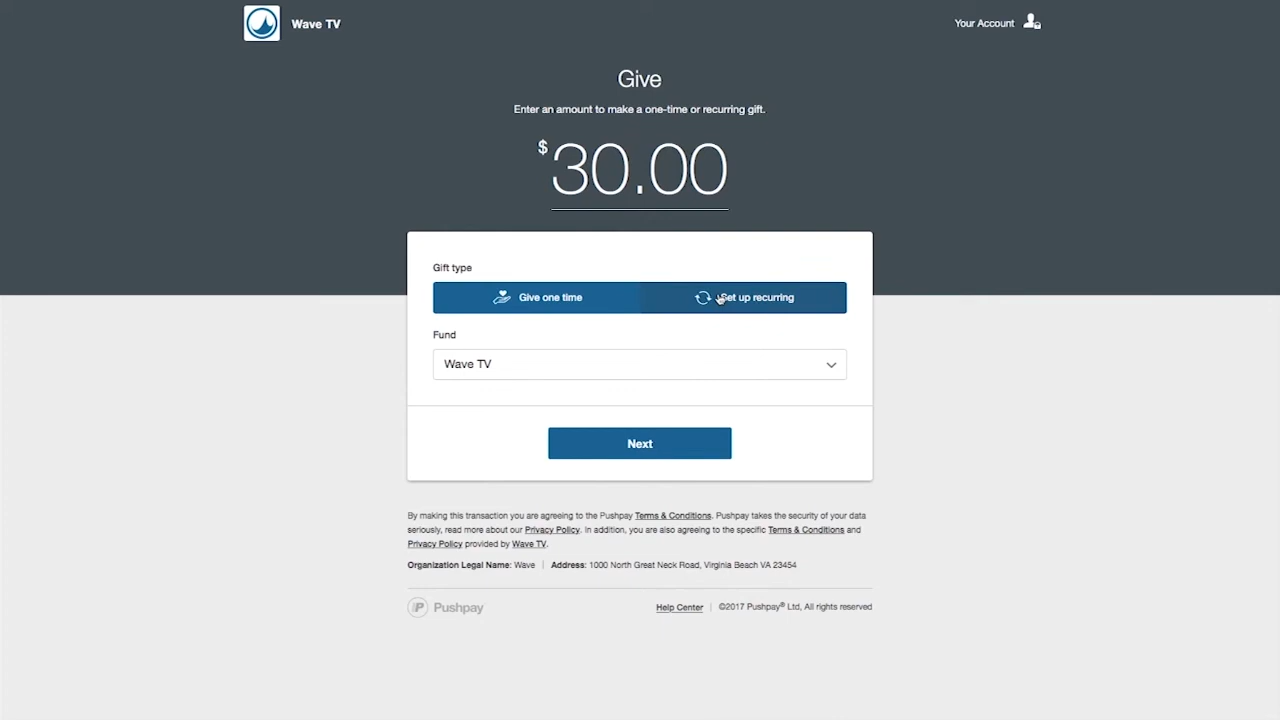 Wave TV
Your Account
Give
Enter an amount to make a one-time or recurring gift.
$30.00
Gift type
Give one time
Set up recurring
Fund
Wave TV
Next
By making this transaction you are agreeing to the Pushpay Terms & Conditions. Pushpay takes the security of your data
seriously, read more about our Privacy Policy. In addition, you are also agreeing to the specific Terms & Conditions and
Privacy Policy provided by Wave TV.
Organization Legal Name: Wave | Address: 1000 North Great Neck Road, Virginia Beach VA 23454
Pushpay
Help Center | ©2017 Pushpay® Ltd, All rights reserved